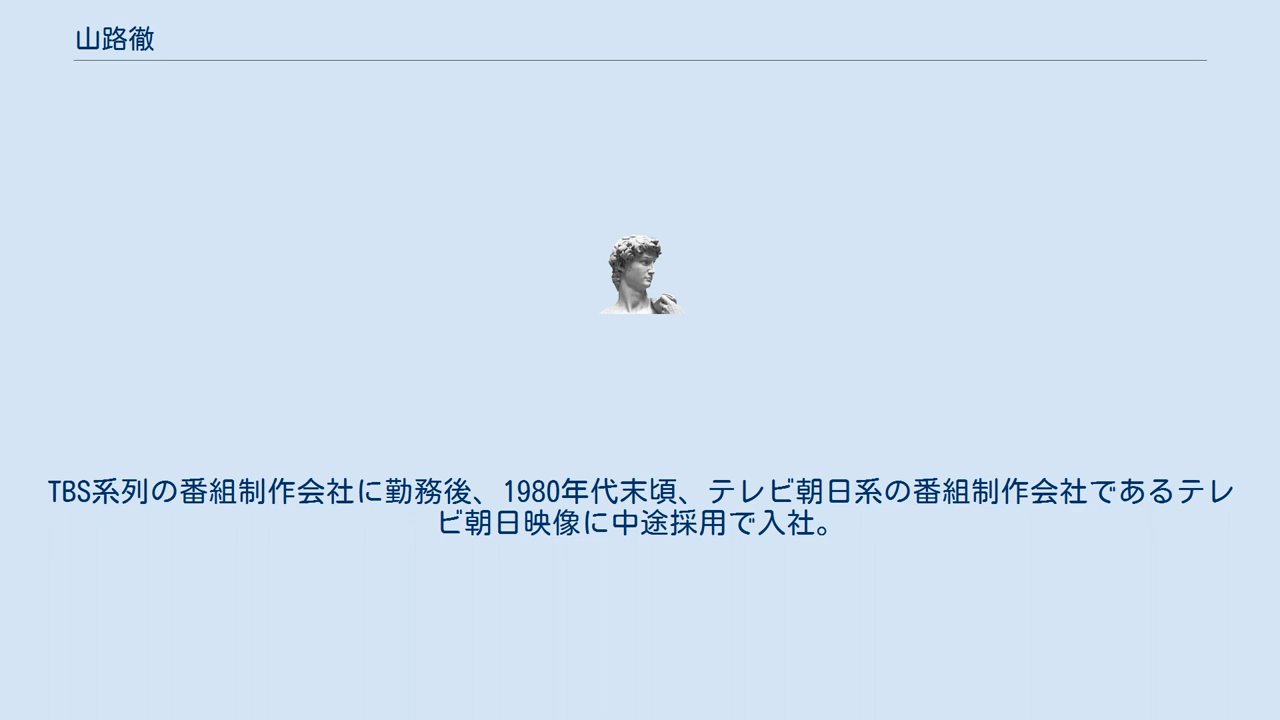 山路徹
TBS系列の番組制作会社に勤務後、1980年代末頃、テレビ朝日系の番組制作会社であるテレ
ビ朝日映像に中途採用で入社。